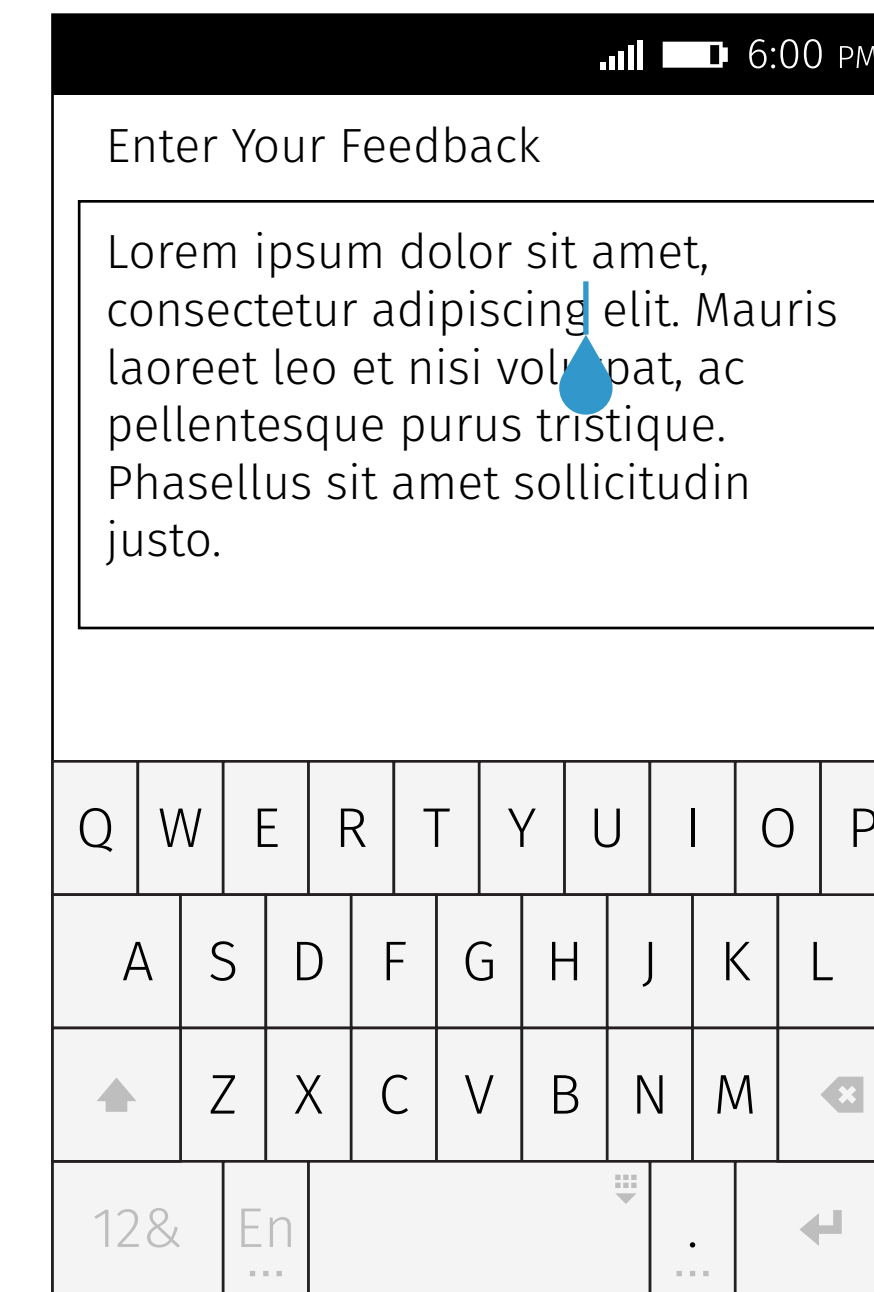 6:00 PM
Enter Your Feedback
Lorem ipsum dolor sit amet,
consectetur adipiscing elit. Mauris
laoreet leo et nisi volutpat, ac
pellentesque purus tristique.
Phasellus sit amet sollicitudin
justo.
Q W E R T Y U I O P
A S D F G H J K L
Z X C V B N M
12& En .